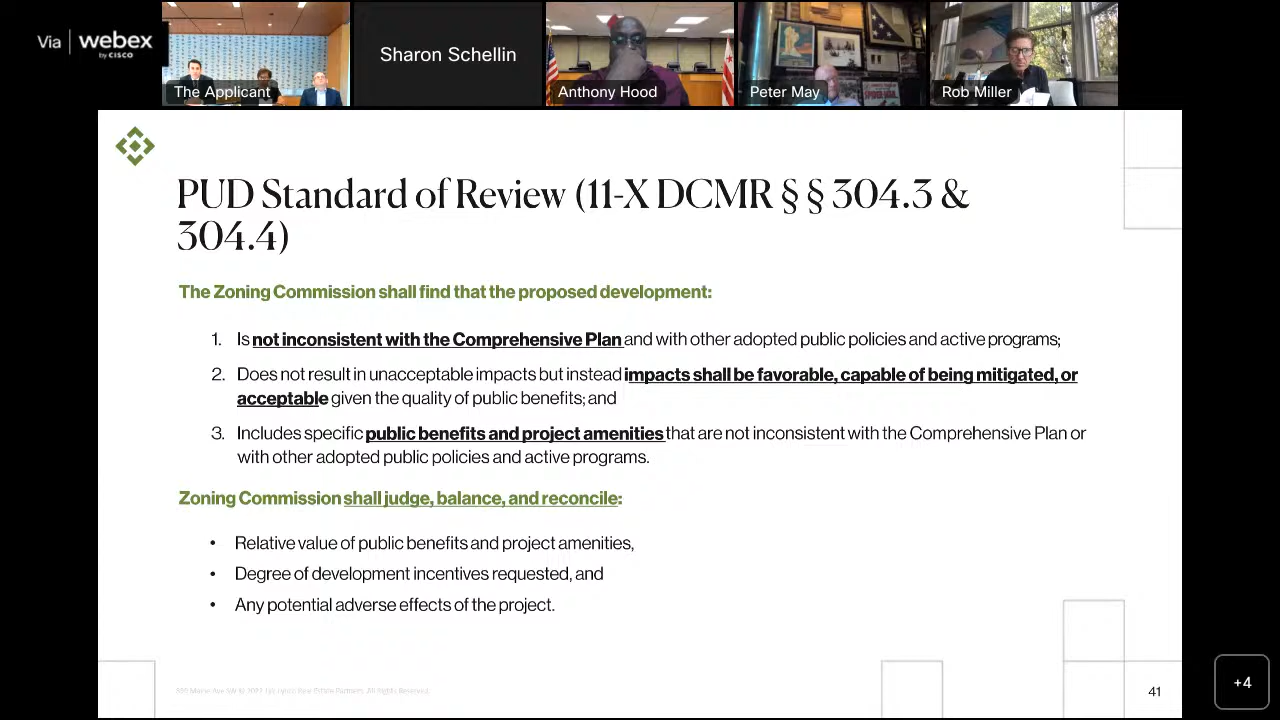 Via | webex
by CISCO
The Applicant
Sharon Schellin
Anthony Hood
Peter May
Rob Miller
PUD Standard of Review (11-X DCMR § § 304.3 &
304.4)
The Zoning Commission shall find that the proposed development:
1. Is not inconsistent with the Comprehensive Plan and with other adopted public policies and active programs;
2. Does not result in unacceptable impacts but instead impacts shall be favorable, capable of being mitigated, or
acceptable given the quality of public benefits; and
3. Includes specific public benefits and project amenities that are not inconsistent with the Comprehensive Plan or
with other adopted public policies and active programs.
Zoning Commission shall judge, balance, and reconcile:
• Relative value of public benefits and project amenities,
• Degree of development incentives requested, and
• Any potential adverse effects of the project.
Real Estate Partners. All Rights Reserved.
41
+4